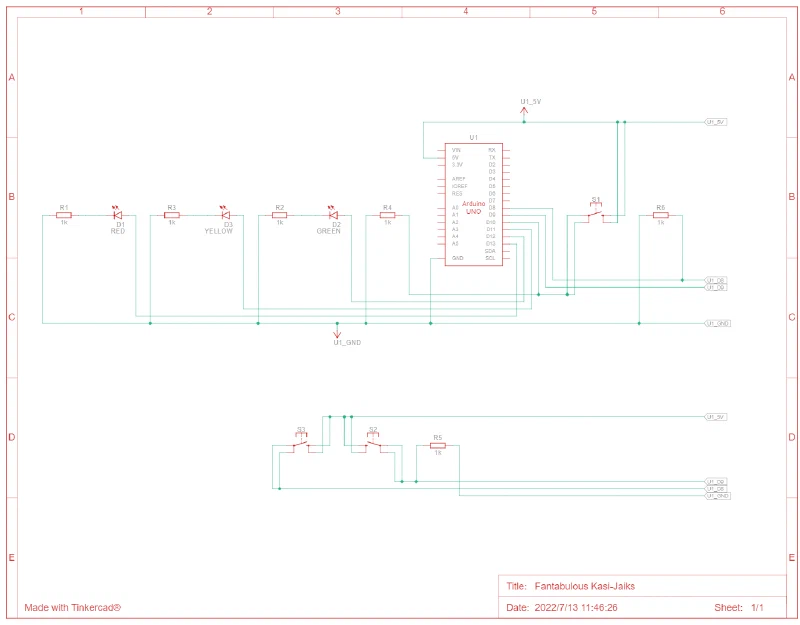 1 2 3 4 5 6
A A
U1_5V
U1_5V
U1
VIN RX
5V TX
3.3V D2
D3
AREF D4
IOREF D5
RES D6
D7
A0 D8
A1 D9
A2 D10
A3 D11
A4 D12
A5 D13
SDA
GND SCL
Arduino
UNO
B B
R1 R3 R2 R4 S1 R6
1k 1k 1k 1k 1k
D1 D3 D2
RED YELLOW GREEN
U1_D8
U1_D9
C C
U1_GND
U1_GND
U1_5V
D D
S3 S2 R5
1k
U1_D9
U1_D8
U1_GND
E E
Title: Fantabulous Kasi-Jaiks
Made with Tinkercad®
Date: 2022/7/13 11:46:26 Sheet: 1/1